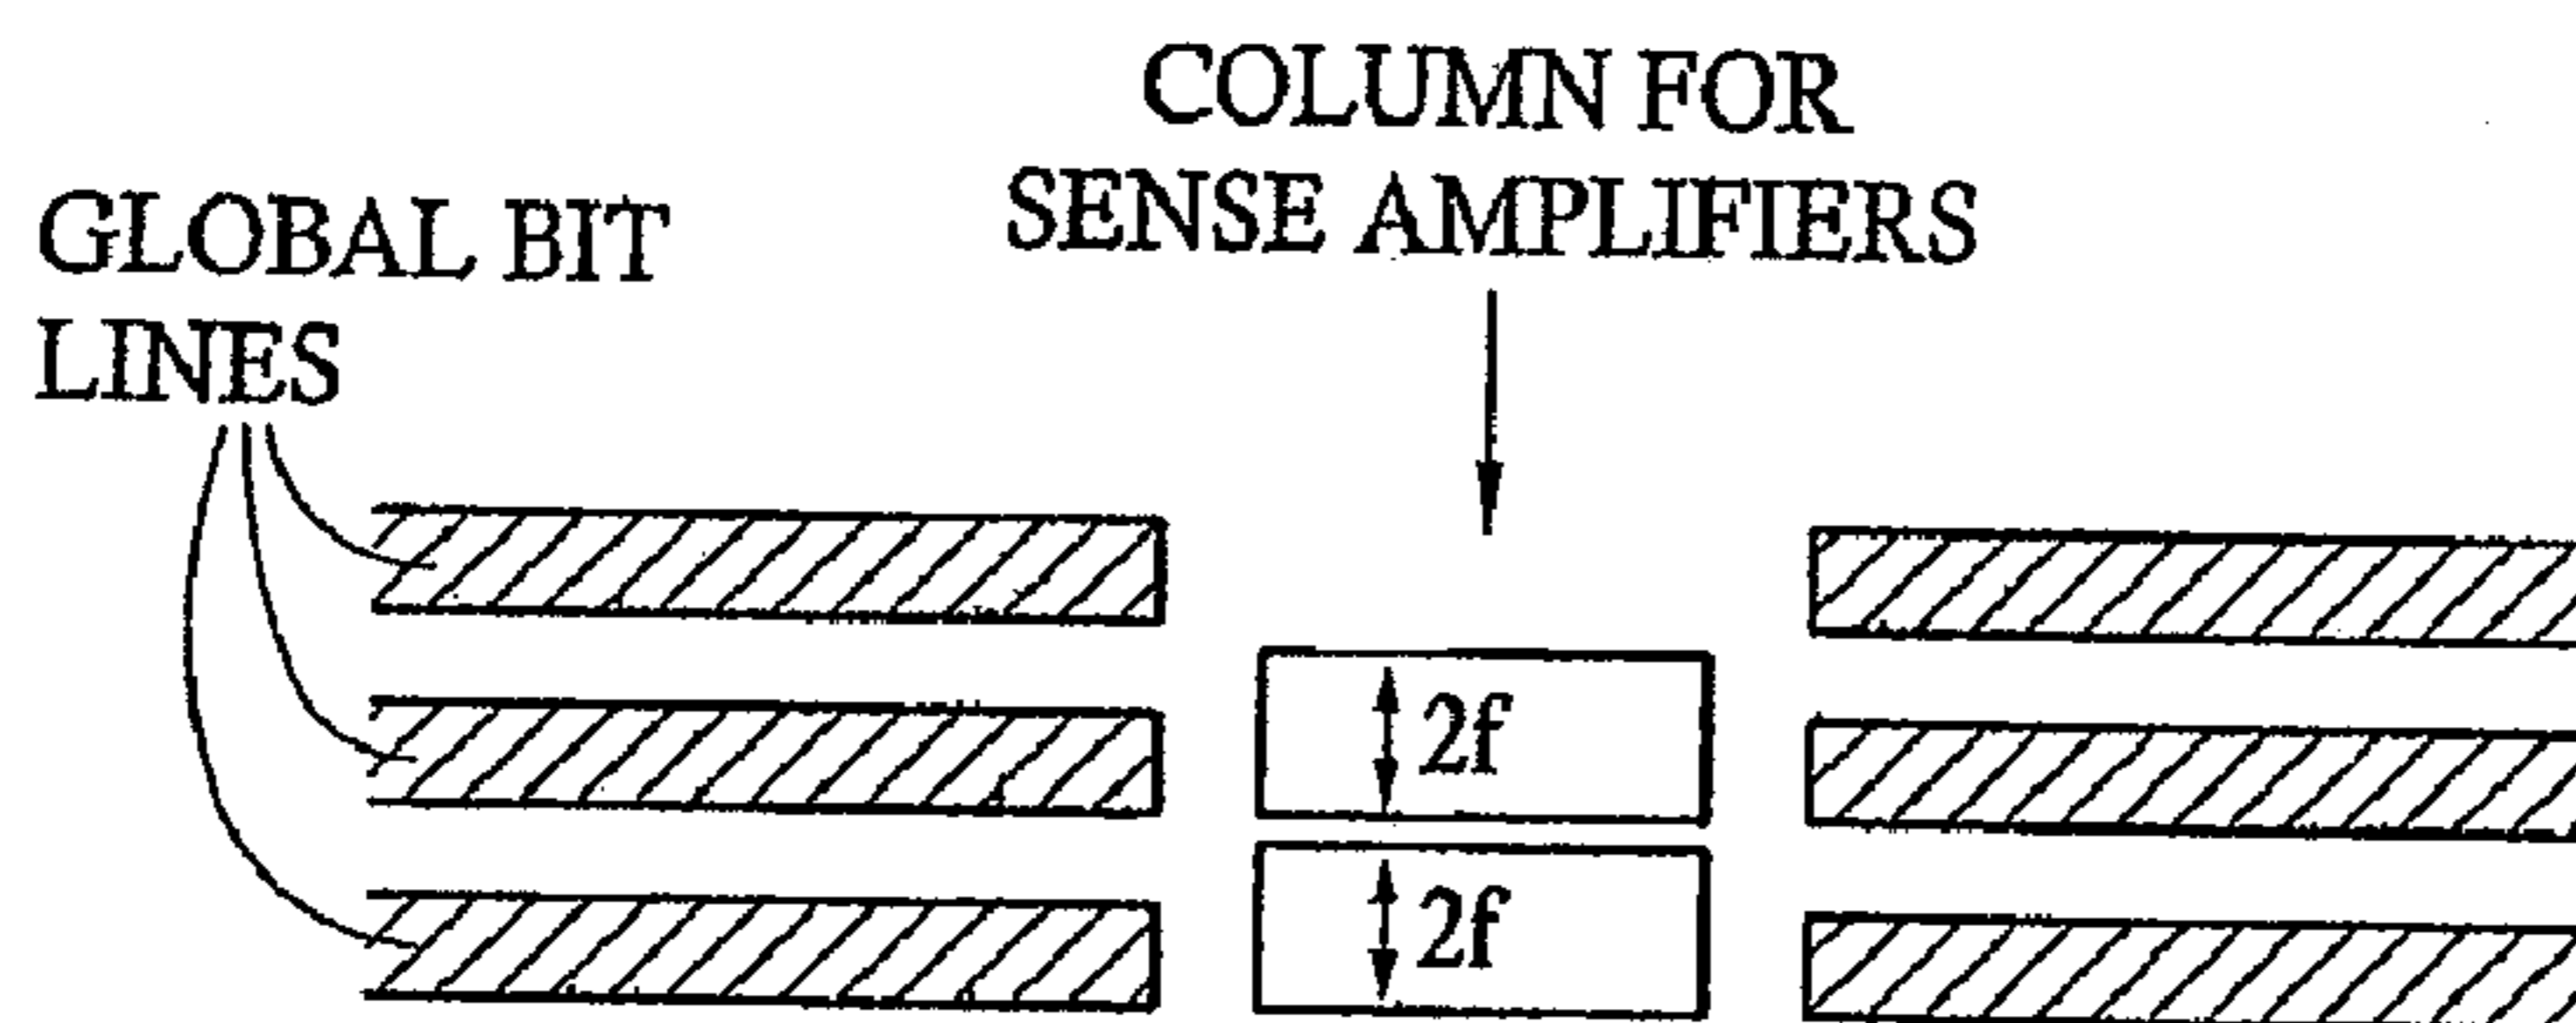 COLUMN FOR
SENSE AMPLIFIERS
GLOBAL BIT
LINES
2f
2f